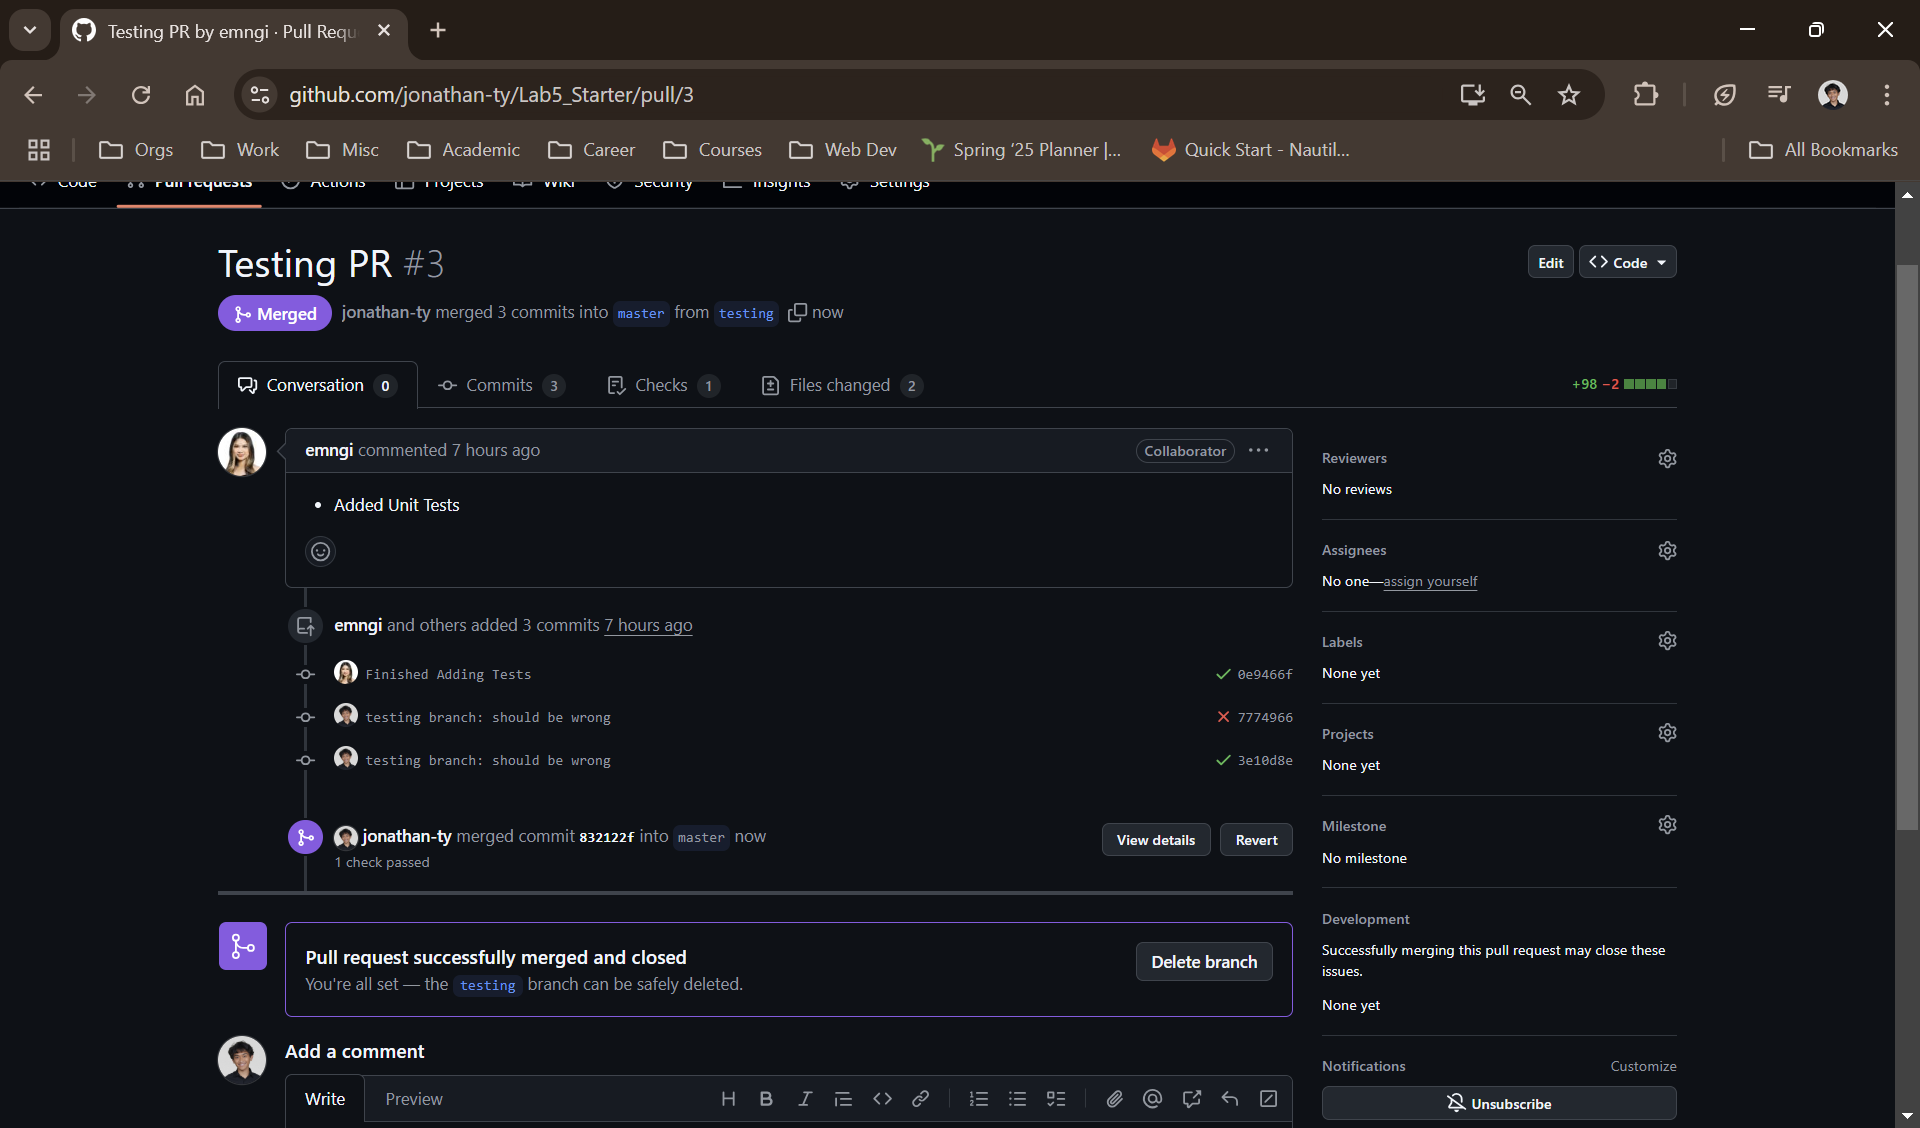 Testing PR by emngi · Pull Requ
github.com/jonathan-ty/Lab5_Starter/pull/3
Orgs
Work
Misc
Academic
Career
Courses
Web Dev
Spring '25 Planner |...
Quick Start - Nautil...
All Bookmarks
Code
Pull requests
Actions
Projects
Wiki
Security
Insights
Settings
Testing PR #3
Edit
Code
Merged
jonathan-ty merged 3 commits into master from testing now
Conversation 0
Commits 3
Checks 1
Files changed 2
+98 −2
emngi commented 7 hours ago
Collaborator
• Added Unit Tests
emngi and others added 3 commits 7 hours ago
Finished Adding Tests
0e9466f
testing branch: should be wrong
7774966
testing branch: should be wrong
3e10d8e
jonathan-ty merged commit 832122f into master now
1 check passed
View details
Revert
Pull request successfully merged and closed
You're all set — the testing branch can be safely deleted.
Delete branch
Add a comment
Write
Preview
Reviewers
No reviews
Assignees
No one—assign yourself
Labels
None yet
Projects
None yet
Milestone
No milestone
Development
Successfully merging this pull request may close these
issues.
None yet
Notifications
Customize
Unsubscribe